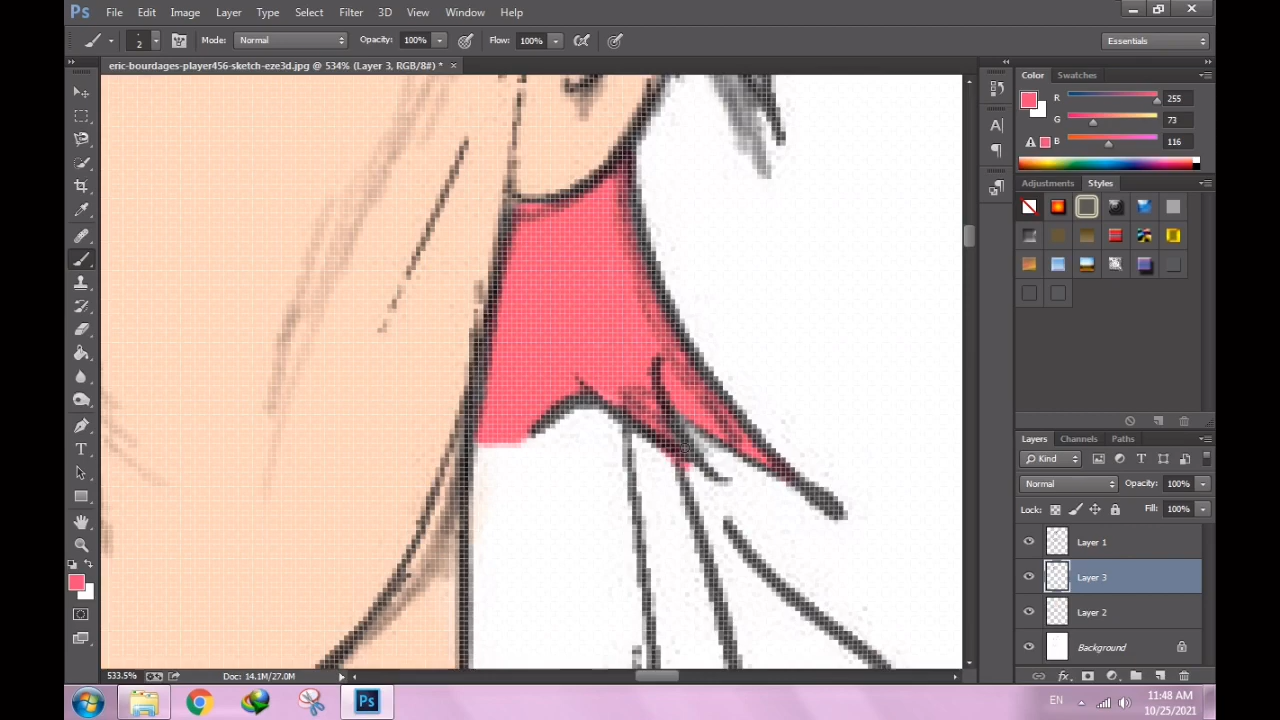 Ps File Edit Image Layer Type Select Filter 3D View Window Help
2 Mode: Normal Opacity: 100% Flow: 100% Essentials
eric-bourdages-player456-sketch-eze3d.jpg @ 534% (Layer 3, RGB/8#) * ×
Color Swatches
R 255
G 73
B 116
Adjustments Styles
Layers Channels Paths
Kind
Normal Opacity: 100%
Lock: Fill: 100%
Layer 1
Layer 3
Layer 2
Background
533.5% Doc: 14.1M/27.0M
Ps EN 11:48 AM
10/25/2021